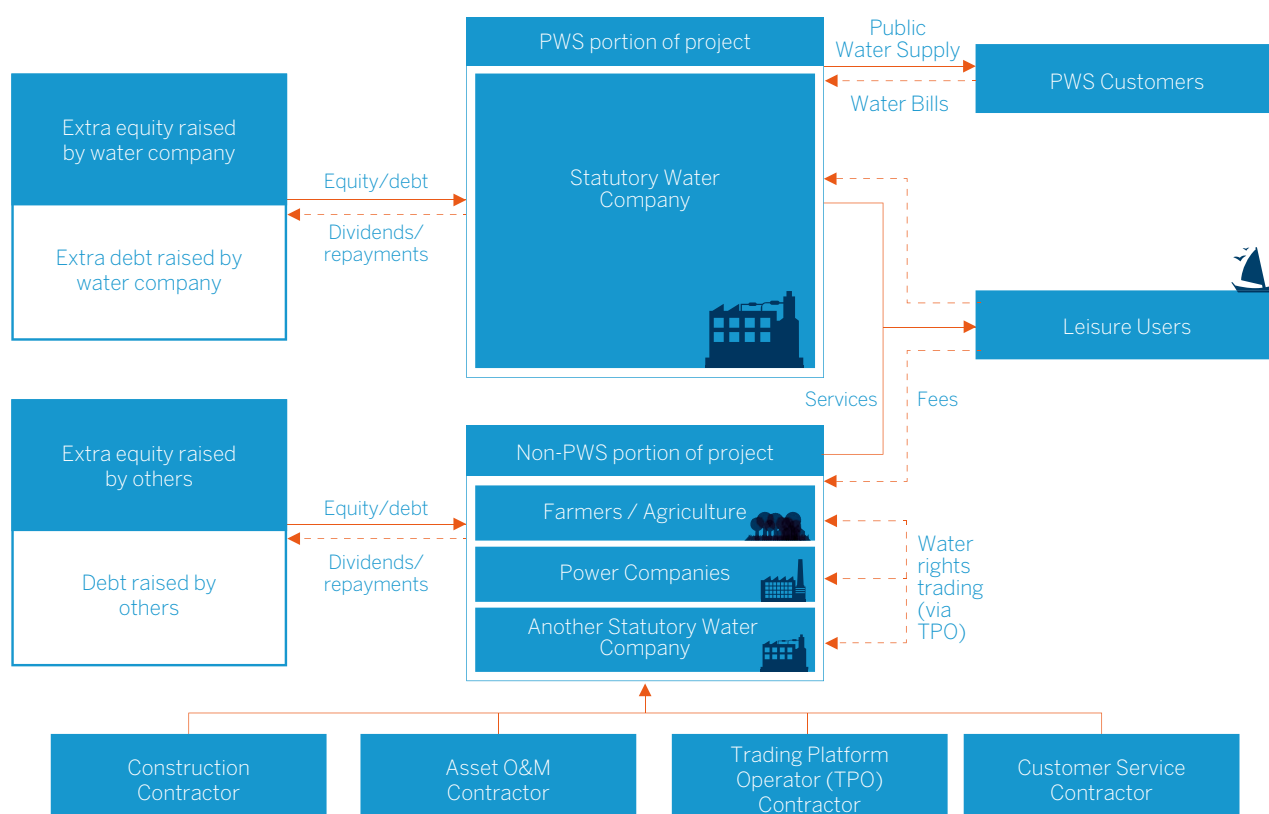 PWS portion of project
Public
Water Supply
PWS Customers
Water Bills
Extra equity raised
by water company
Equity/debt
Statutory Water
Company
Dividends/
repayments
Extra debt raised by
water company
Leisure Users
Services
Fees
Extra equity raised
by others
Non-PWS portion of project
Equity/debt
Farmers / Agriculture
Dividends/
repayments
Power Companies
Debt raised by
others
Another Statutory Water
Company
Water
rights
trading
(via
TPO)
Construction
Contractor
Asset O&M
Contractor
Trading Platform
Operator (TPO)
Contractor
Customer Service
Contractor